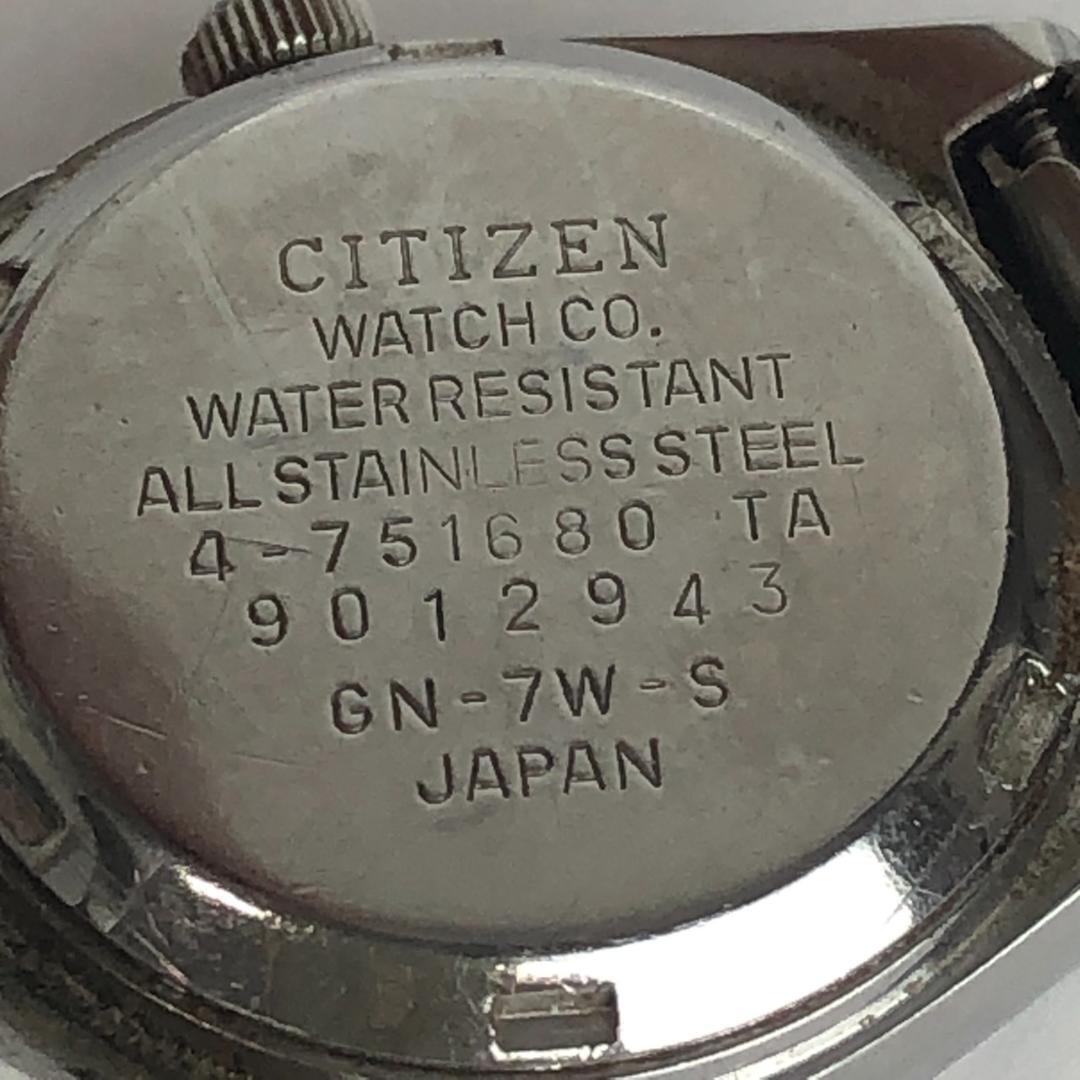 CITIZEN
WATCH CO.
WATER RESISTANT
ALL STAINLESS STEEL
4-751680 TA
9012943
GN-7W-S
JAPAN